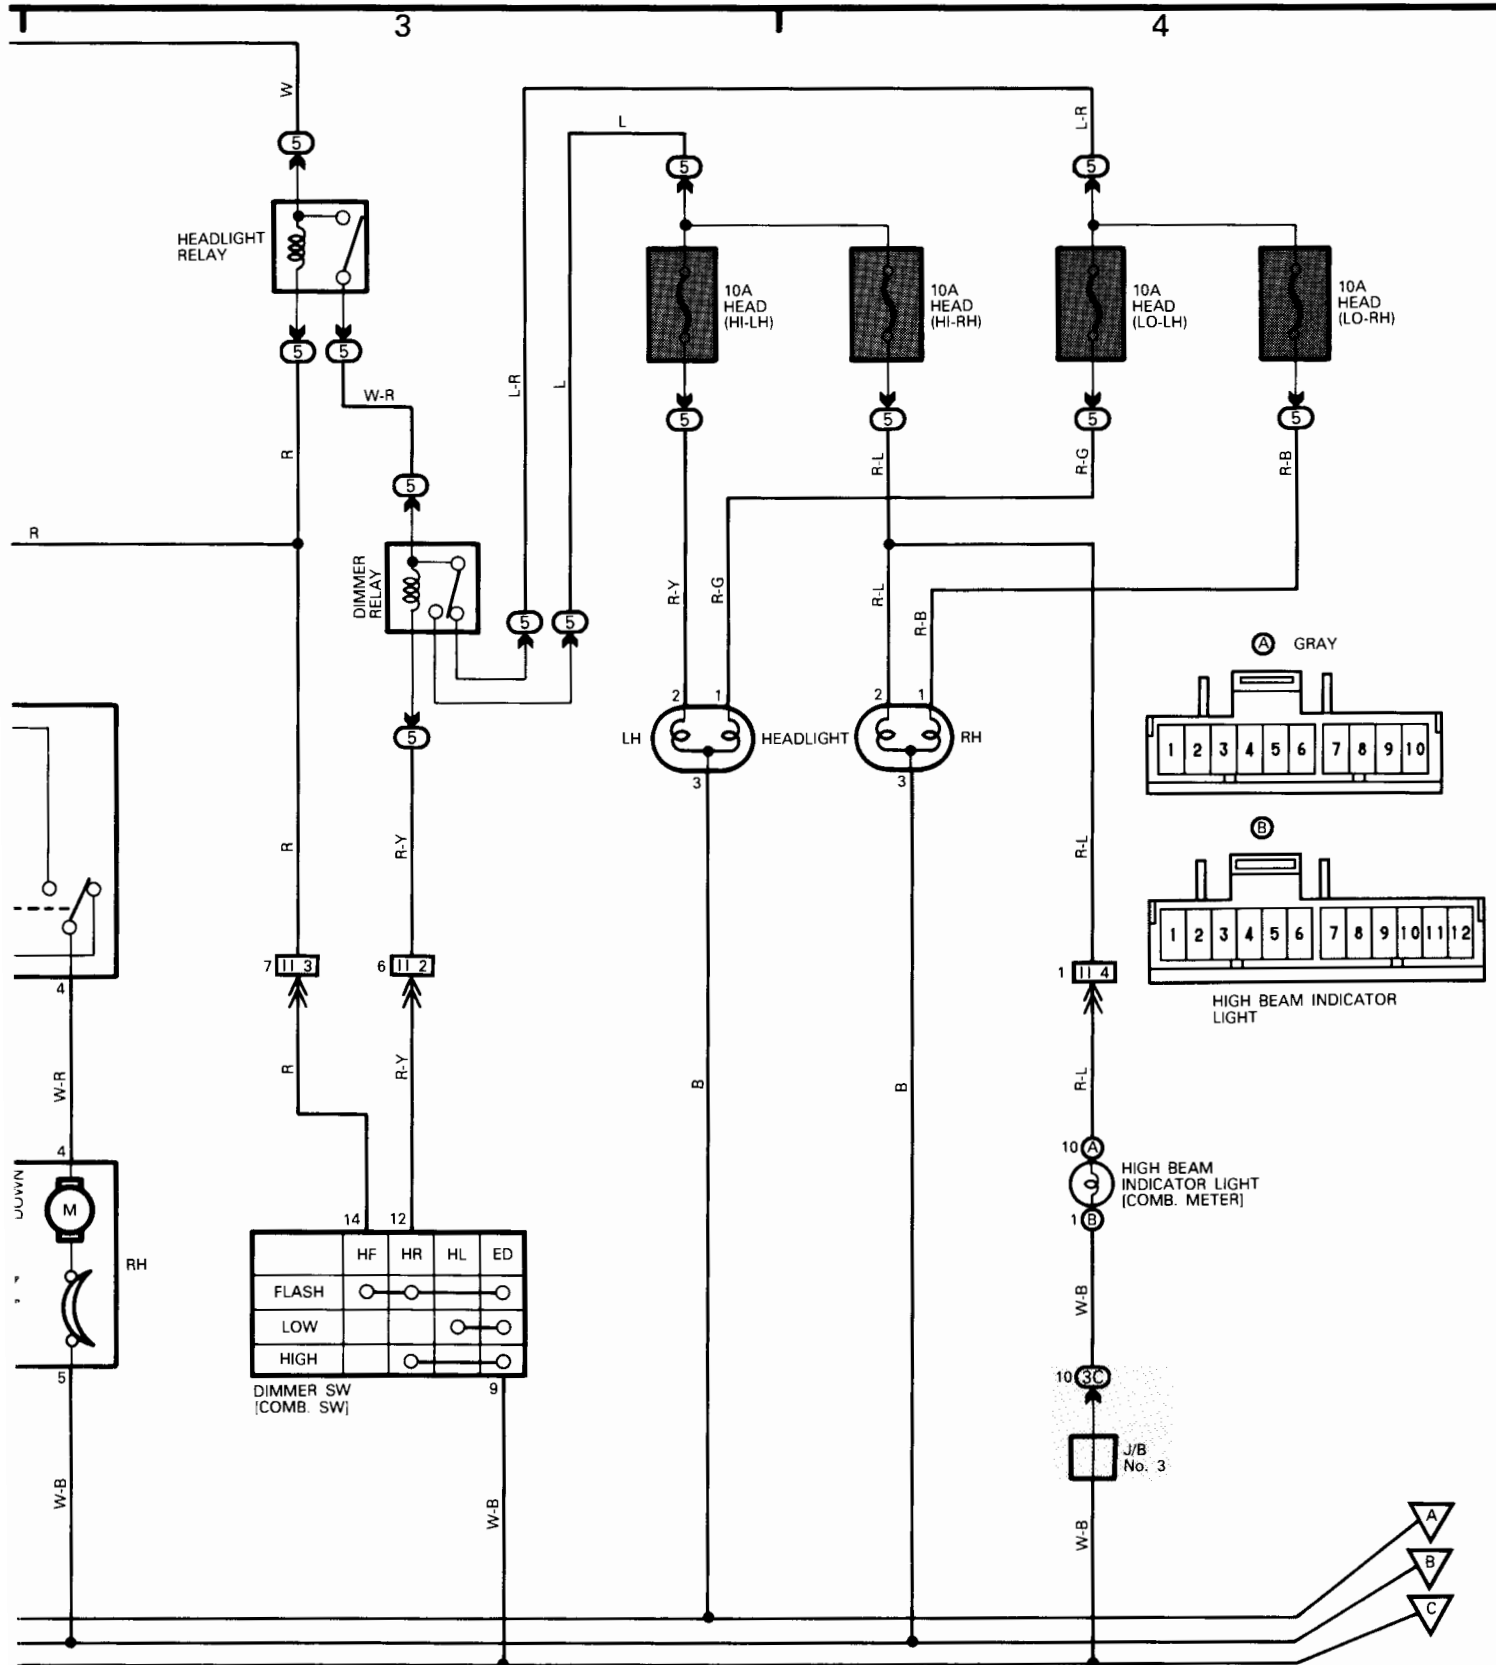 3
4
W
5
HEADLIGHT
RELAY
5
5
W-R
R
5
R
DIMMER
RELAY
L-R
L
L
5
5
5
L-R
5
5
10A
HEAD
(HI-LH)
10A
HEAD
(HI-RH)
10A
HEAD
(LO-LH)
10A
HEAD
(LO-RH)
5
5
5
5
R-L
R-G
R-B
R-Y
R-G
R-L
R-B
2
1
2
1
LH
HEADLIGHT
RH
3
3
A GRAY
1 2 3 4 5 6 7 8 9 10
B
1 2 3 4 5 6 7 8 9 10 11 12
HIGH BEAM INDICATOR
LIGHT
R
R-Y
R-L
4
7 II 3
6 II 2
1 II 4
W-R
R
R-Y
B
B
R-L
4
DOWN
M
RH
5
10 A
HIGH BEAM
INDICATOR LIGHT
[COMB. METER]
1 B
14
12
HF HR HL ED
FLASH
LOW
HIGH
DIMMER SW
[COMB. SW]
9
W-B
10 3C
J/B
No. 3
W-B
W-B
W-B
A
B
C